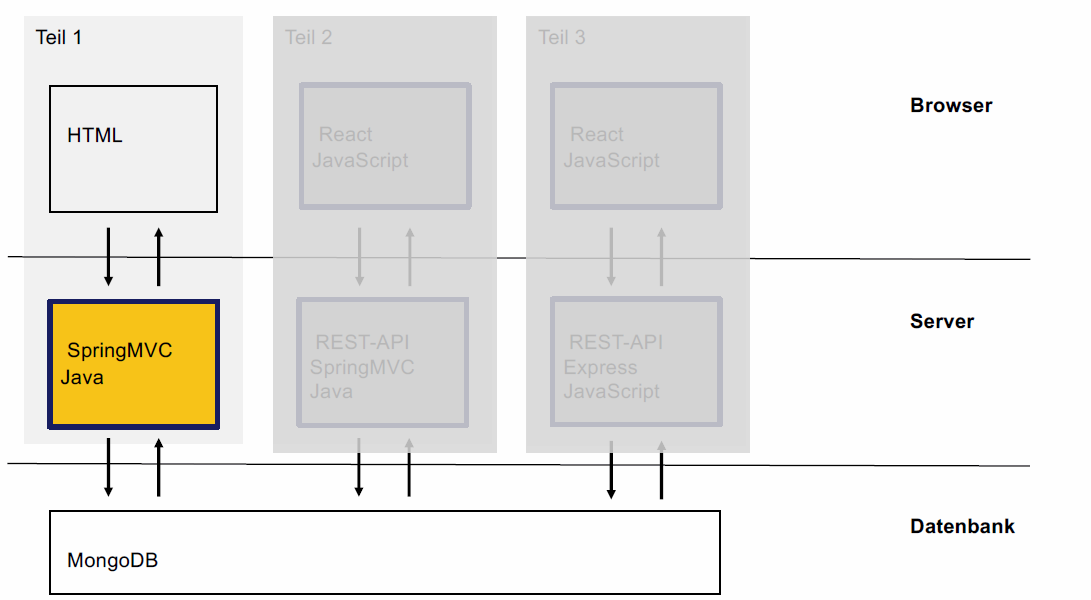 Teil 1
Teil 2
Teil 3
Browser
HTML
React
JavaScript
React
JavaScript
Server
SpringMVC
Java
REST-API
SpringMVC
Java
REST-API
Express
JavaScript
Datenbank
MongoDB